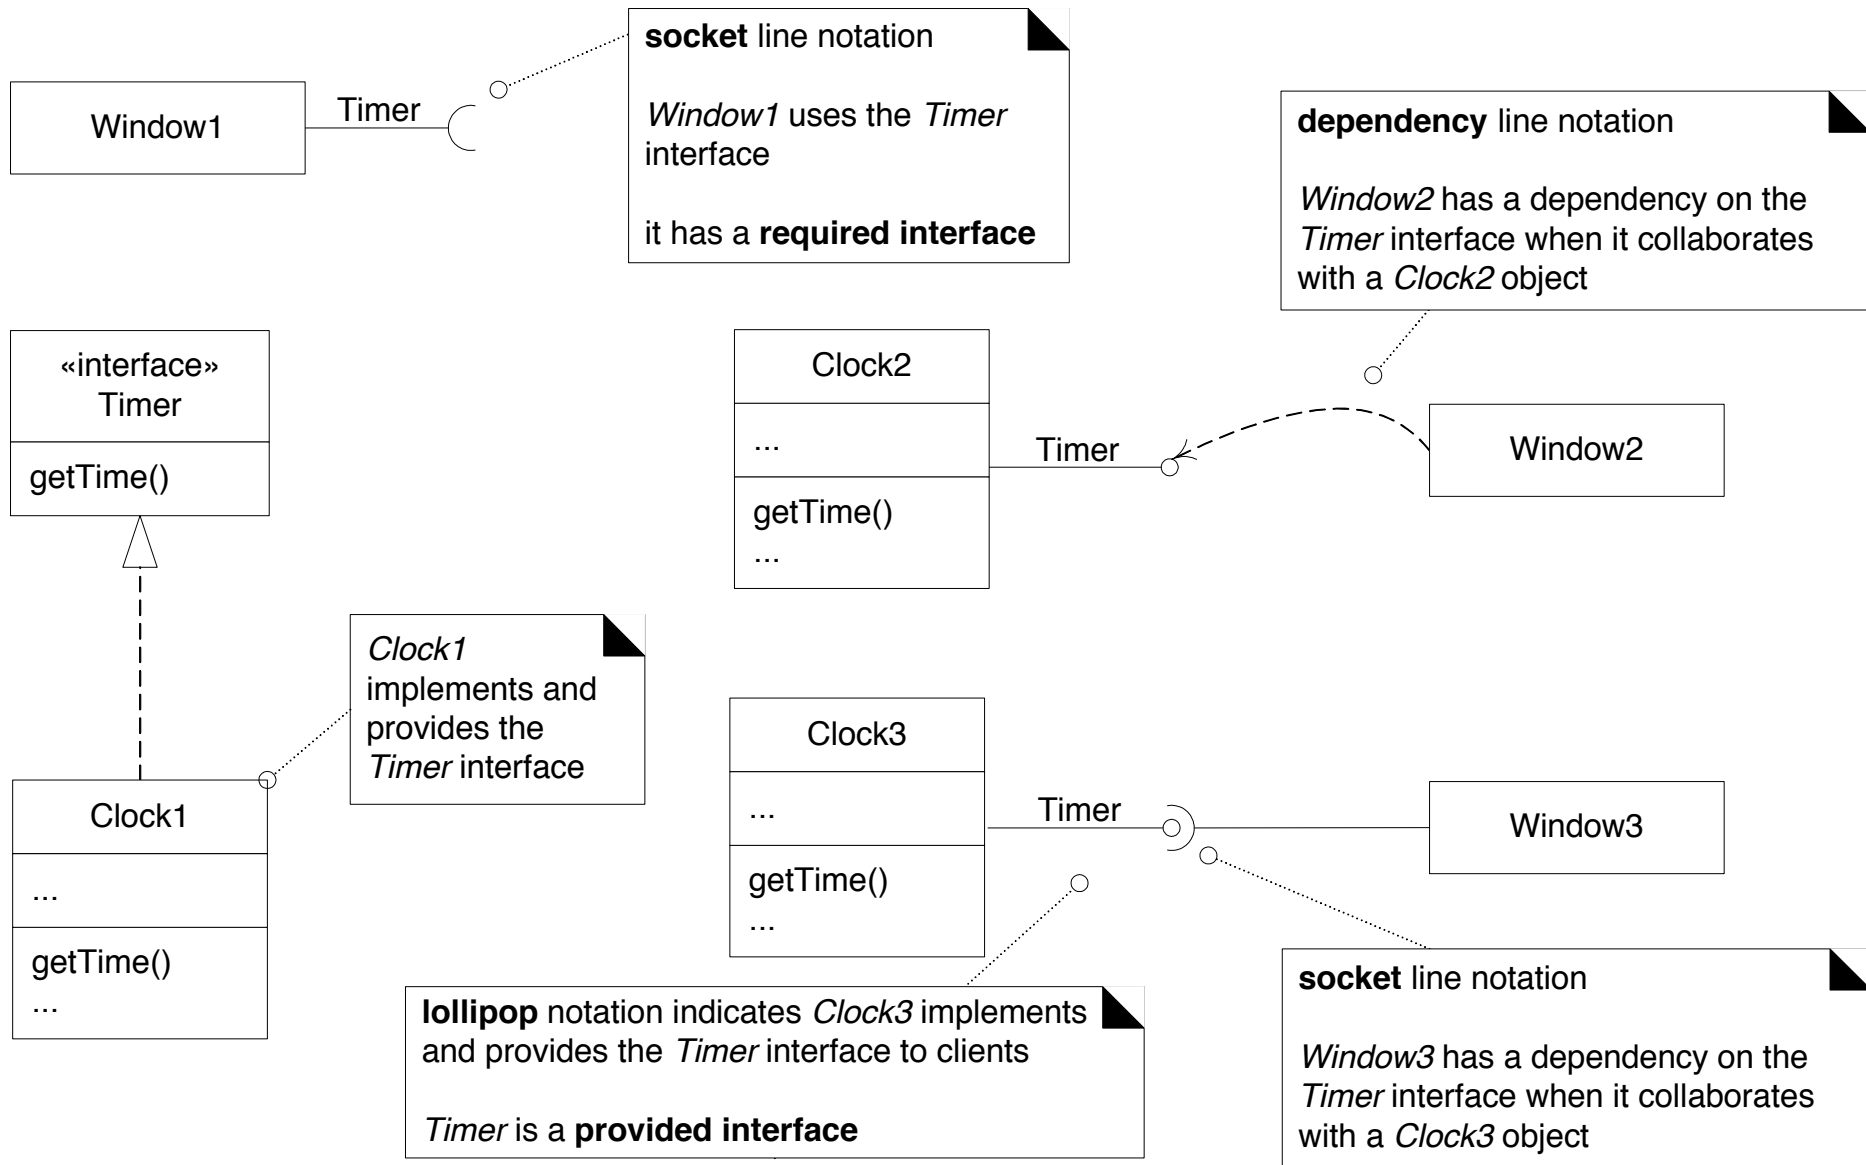 socket line notation
Window1 uses the Timer
interface
it has a required interface
Window1
Timer
dependency line notation
Window2 has a dependency on the
Timer interface when it collaborates
with a Clock2 object
«interface»
Timer
getTime()
Clock2
...
getTime()
...
Timer
Window2
Clock1
implements and
provides the
Timer interface
Clock1
...
getTime()
...
Clock3
...
getTime()
...
Timer
Window3
lollipop notation indicates Clock3 implements
and provides the Timer interface to clients
Timer is a provided interface
socket line notation
Window3 has a dependency on the
Timer interface when it collaborates
with a Clock3 object